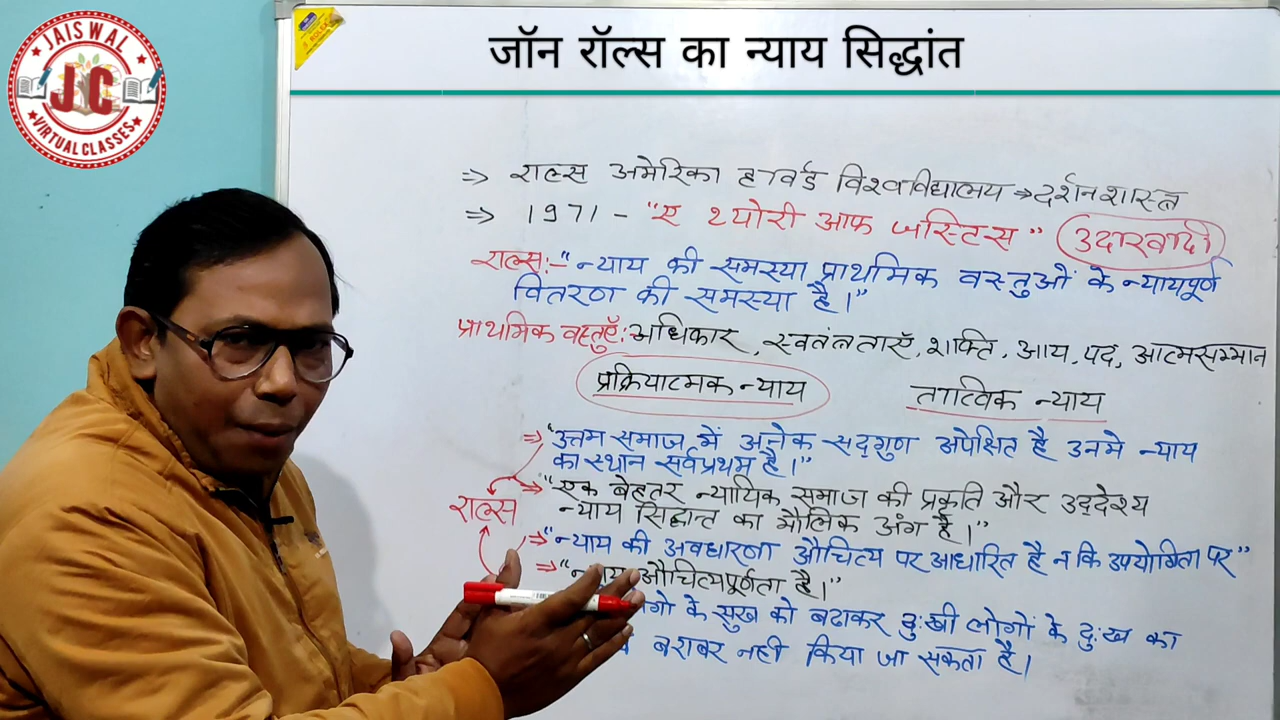 JAISWAL
JC
VIRTUAL CLASSES
जॉन रॉल्स का न्याय सिद्धांत
⇒ राल्स अमेरिका हार्वर्ड विश्वविद्यालय → दर्शनशास्त्र
⇒ 1971 - "ए थ्योरी आफ जस्टिस" उदारवादी
राल्स:- "न्याय की समस्या प्राथमिक वस्तुओं के न्यायपूर्ण
वितरण की समस्या है।"
प्राथमिक वस्तुएँ: अधिकार, स्वतंत्रताएँ, शक्ति, आय, पद, आत्मसम्मान
प्रक्रियात्मक न्याय तात्विक न्याय
⇒ "उत्तम समाज में अनेक सद्गुण अपेक्षित है उनमे न्याय
का स्थान सर्वप्रथम है।"
⇒ "एक बेहतर न्यायिक समाज की प्रकृति और उद्देश्य
राल्स न्याय सिद्धान्त का मौलिक अंग है।"
⇒ "न्याय की अवधारणा औचित्य पर आधारित है न कि उपयोगिता पर"
⇒ "न्याय औचित्यपूर्णता है।"
के सुख को बढाकर दुःखी लोगों के दुःख का
बराबर नही किया जा सकता है।